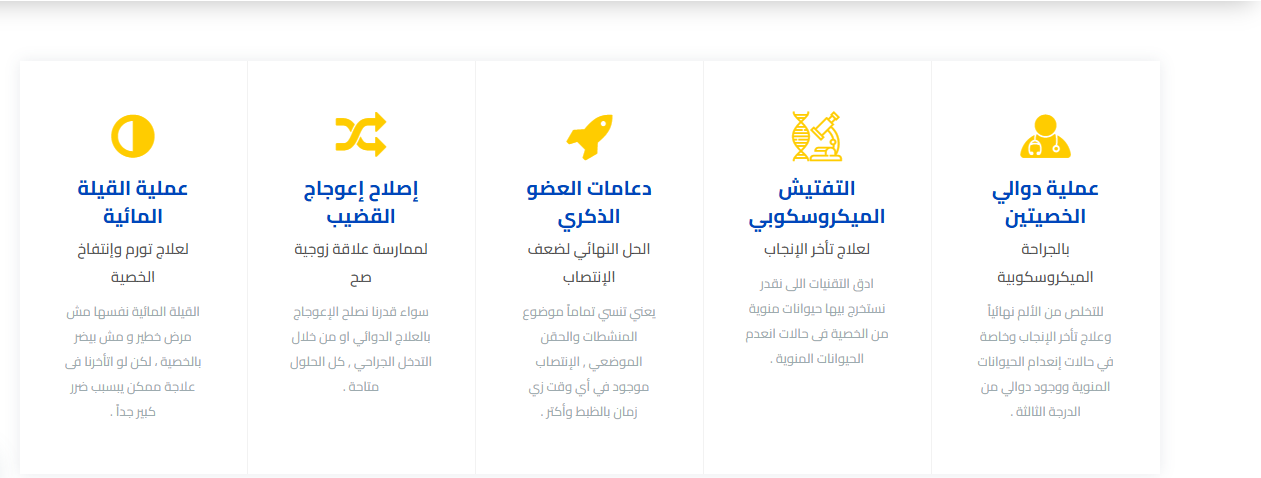 عملية دوالي
الخصيتين
بالجراحة
الميكروسكوبية
للتخلص من الألم نهائياً
وعلاج تأخر الإنجاب وخاصة
في حالات إنعدام الحيوانات
المنوية ووجود دوالي من
الدرجة الثالثة .
التفتيش
الميكروسكوبي
لعلاج تأخر الإنجاب
ادق التقنيات اللى نقدر
نستخرج بيها حيوانات منوية
من الخصية فى حالات انعدم
الحيوانات المنوية .
دعامات العضو
الذكري
الحل النهائي لضعف
الإنتصاب
يعني تنسي تماماً موضوع
المنشطات والحقن
الموضعي , الإنتصاب
موجود في أي وقت زي
زمان بالظبط وأكتر .
إصلاح إعوجاج
القضيب
لممارسة علاقة زوجية
صح
سواء قدرنا نصلح الإعوجاج
بالعلاج الدوائي او من خلال
التدخل الجراحي , كل الحلول
متاحة .
عملية القيلة
المائية
لعلاج تورم وإنتفاخ
الخصية
القيلة المائية نفسها مش
مرض خطير و مش بيضر
بالخصية , لكن لو اتأخرنا فى
علاجة ممكن يبسبب ضرر
كبير جداً .